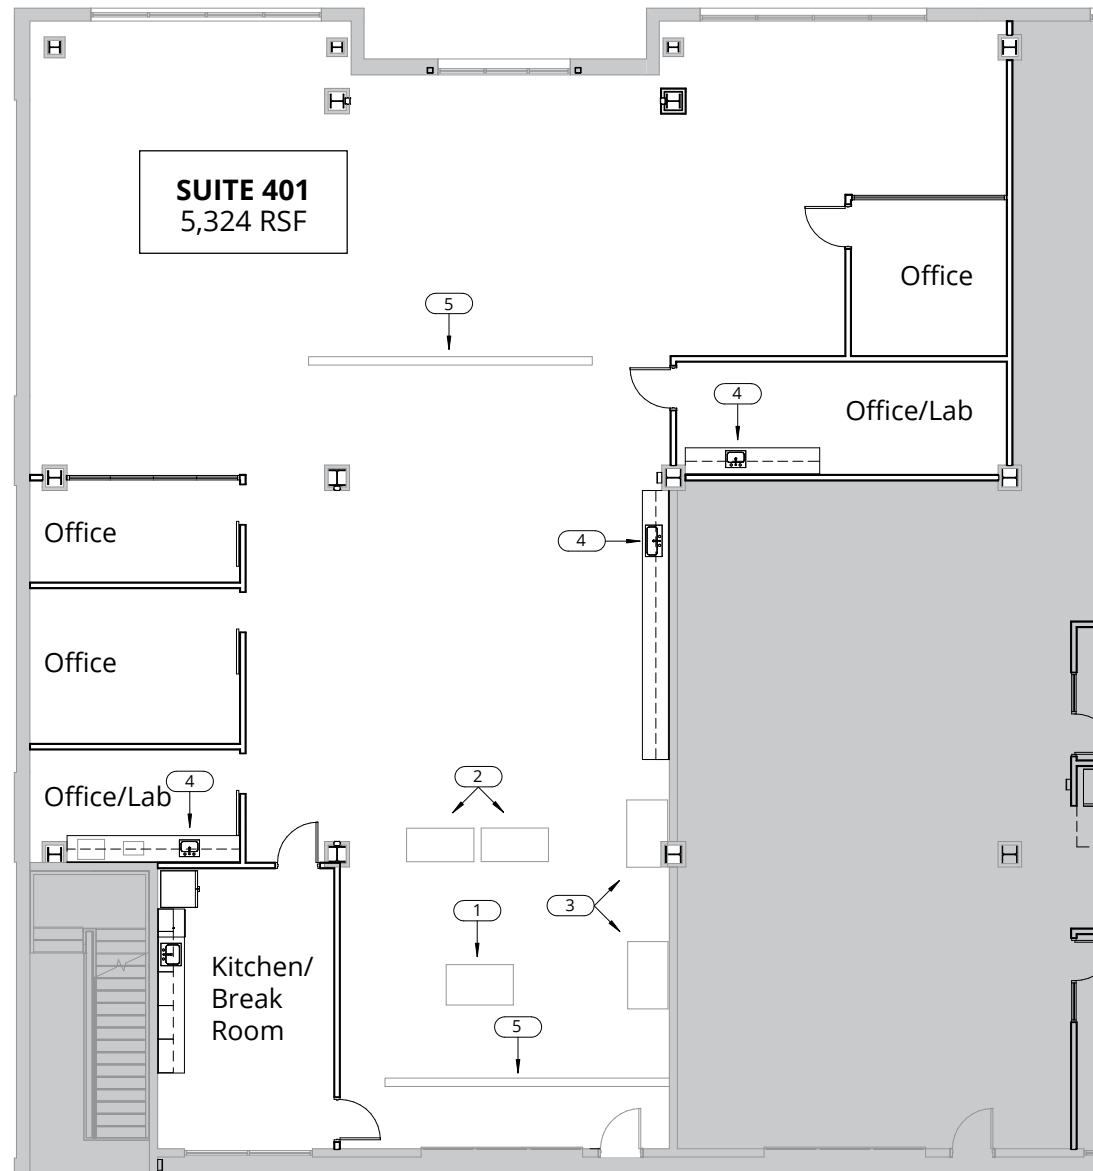 SUITE 401
5,324 RSF
Office
5
4
Office/Lab
Office
4
Office
2
4
Office/Lab
3
1
Kitchen/
Break
Room
5